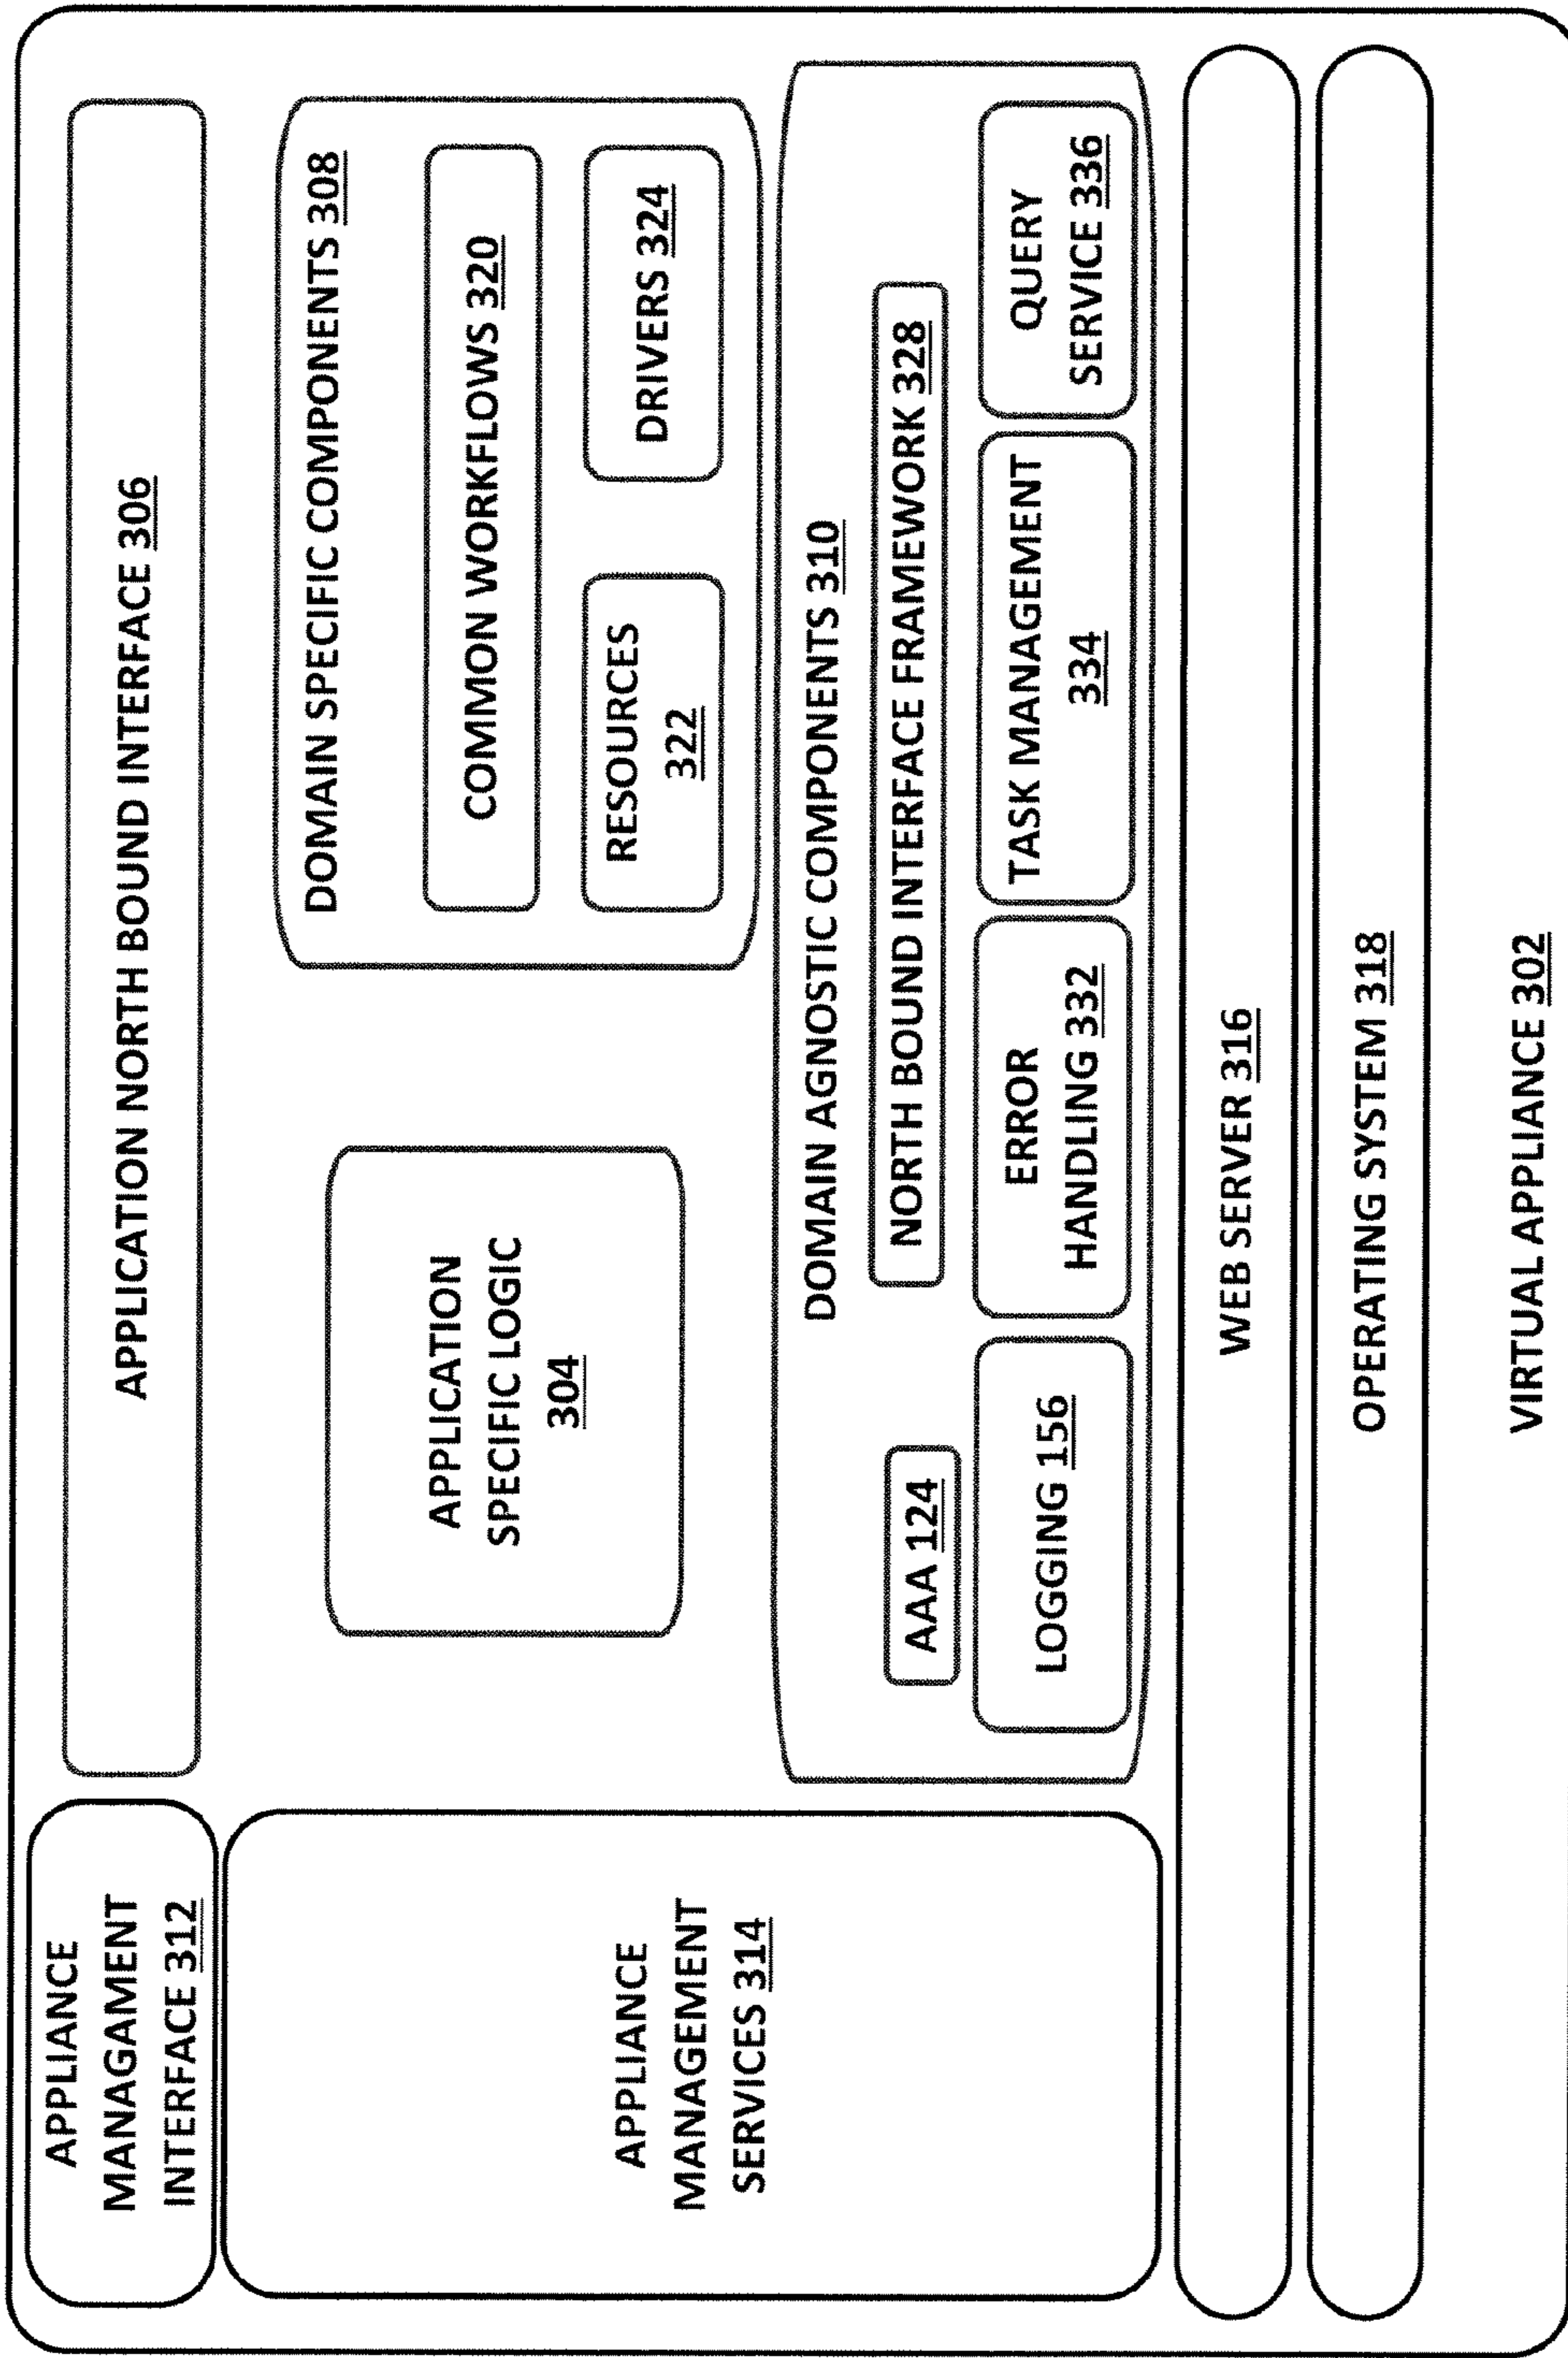 APPLIANCE
MANAGAMENT
INTERFACE 312
APPLICATION NORTH BOUND INTERFACE 306
APPLIANCE
MANAGEMENT
SERVICES 314
APPLICATION
SPECIFIC LOGIC
304
DOMAIN SPECIFIC COMPONENTS 308
COMMON WORKFLOWS 320
RESOURCES
322
DRIVERS 324
DOMAIN AGNOSTIC COMPONENTS 310
AAA 124
NORTH BOUND INTERFACE FRAMEWORK 328
LOGGING 156
ERROR
HANDLING 332
TASK MANAGEMENT
334
QUERY
SERVICE 336
WEB SERVER 316
OPERATING SYSTEM 318
VIRTUAL APPLIANCE 302